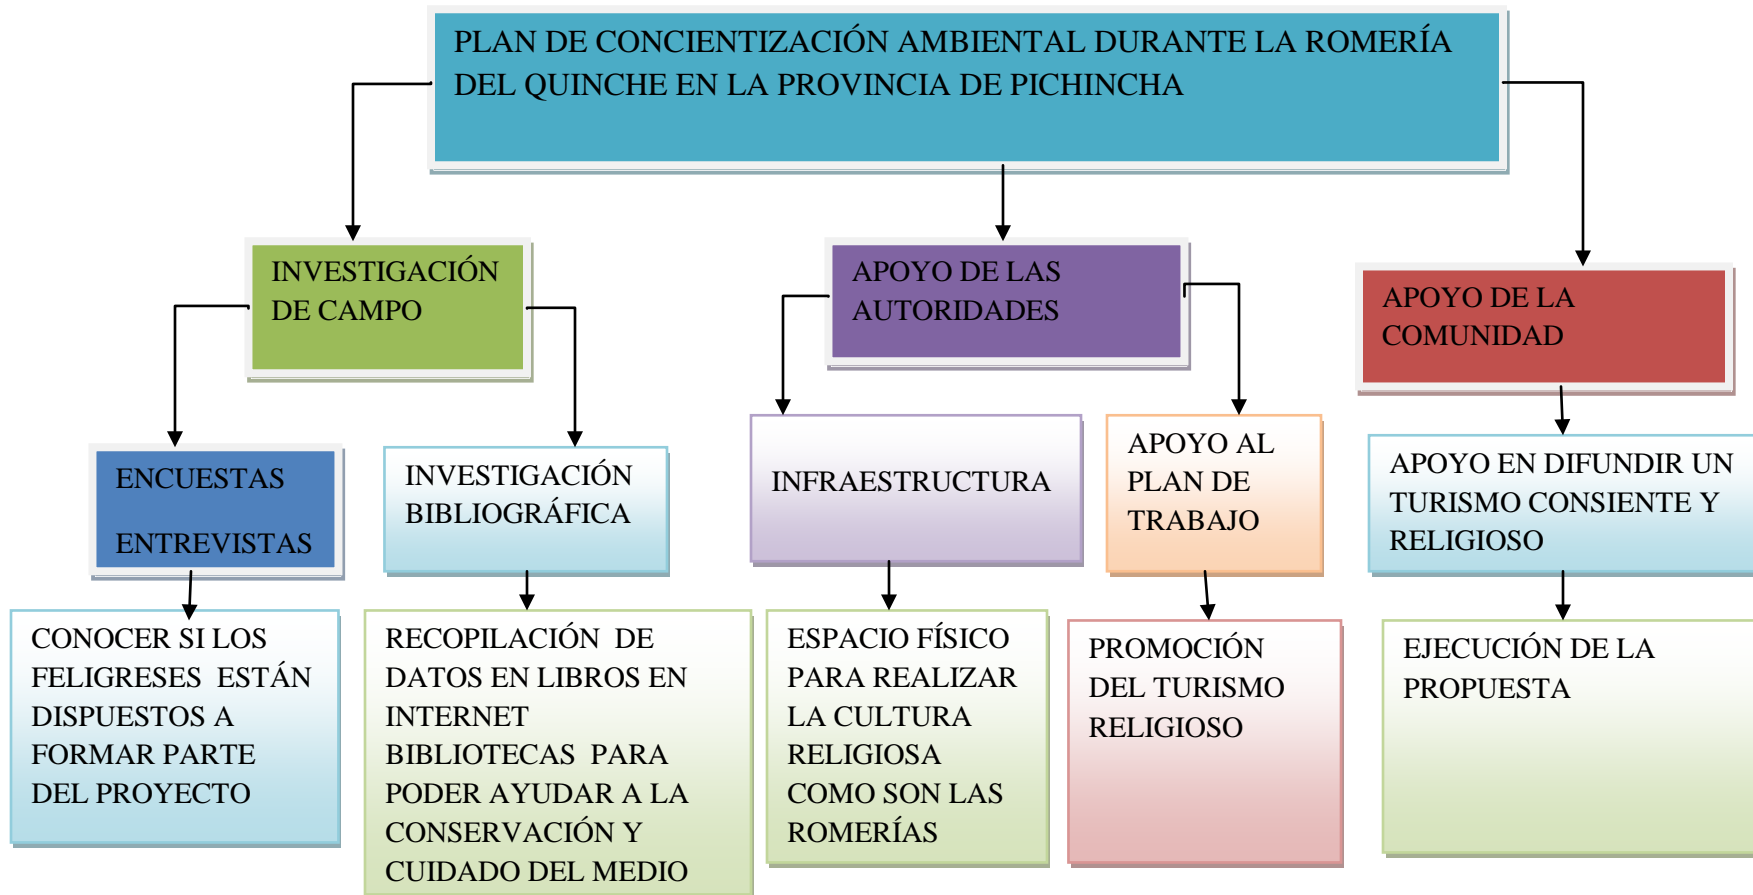 PLAN DE CONCIENTIZACIÓN AMBIENTAL DURANTE LA ROMERÍA
DEL QUINCHE EN LA PROVINCIA DE PICHINCHA
INVESTIGACIÓN
DE CAMPO
APOYO DE LAS
AUTORIDADES
APOYO DE LA
COMUNIDAD
ENCUESTAS
ENTREVISTAS
INVESTIGACIÓN
BIBLIOGRÁFICA
INFRAESTRUCTURA
APOYO AL
PLAN DE
TRABAJO
APOYO EN DIFUNDIR UN
TURISMO CONSIENTE Y
RELIGIOSO
CONOCER SI LOS
FELIGRESES ESTÁN
DISPUESTOS A
FORMAR PARTE
DEL PROYECTO
RECOPILACIÓN DE
DATOS EN LIBROS EN
INTERNET
BIBLIOTECAS PARA
PODER AYUDAR A LA
CONSERVACIÓN Y
CUIDADO DEL MEDIO
ESPACIO FÍSICO
PARA REALIZAR
LA CULTURA
RELIGIOSA
COMO SON LAS
ROMERÍAS
PROMOCIÓN
DEL TURISMO
RELIGIOSO
EJECUCIÓN DE LA
PROPUESTA